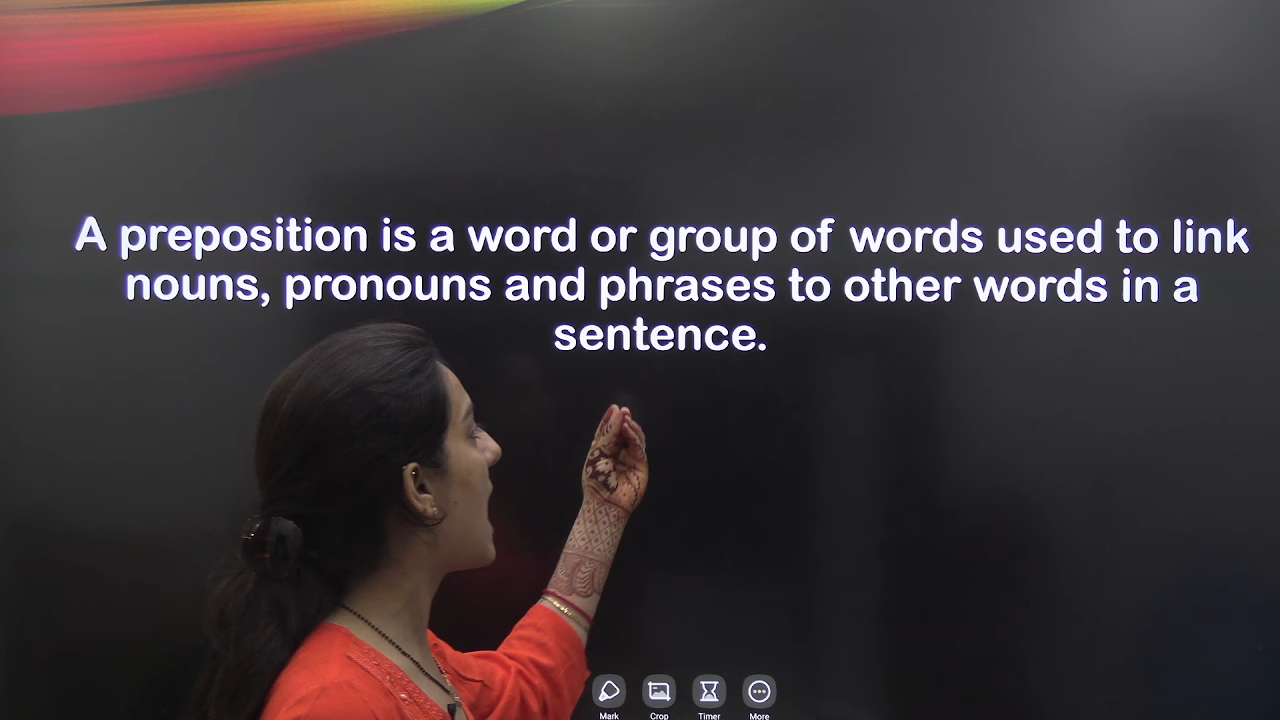 A preposition is a word or group of words used to link
nouns, pronouns and phrases to other words in a
sentence.
Mark Crop Timer More